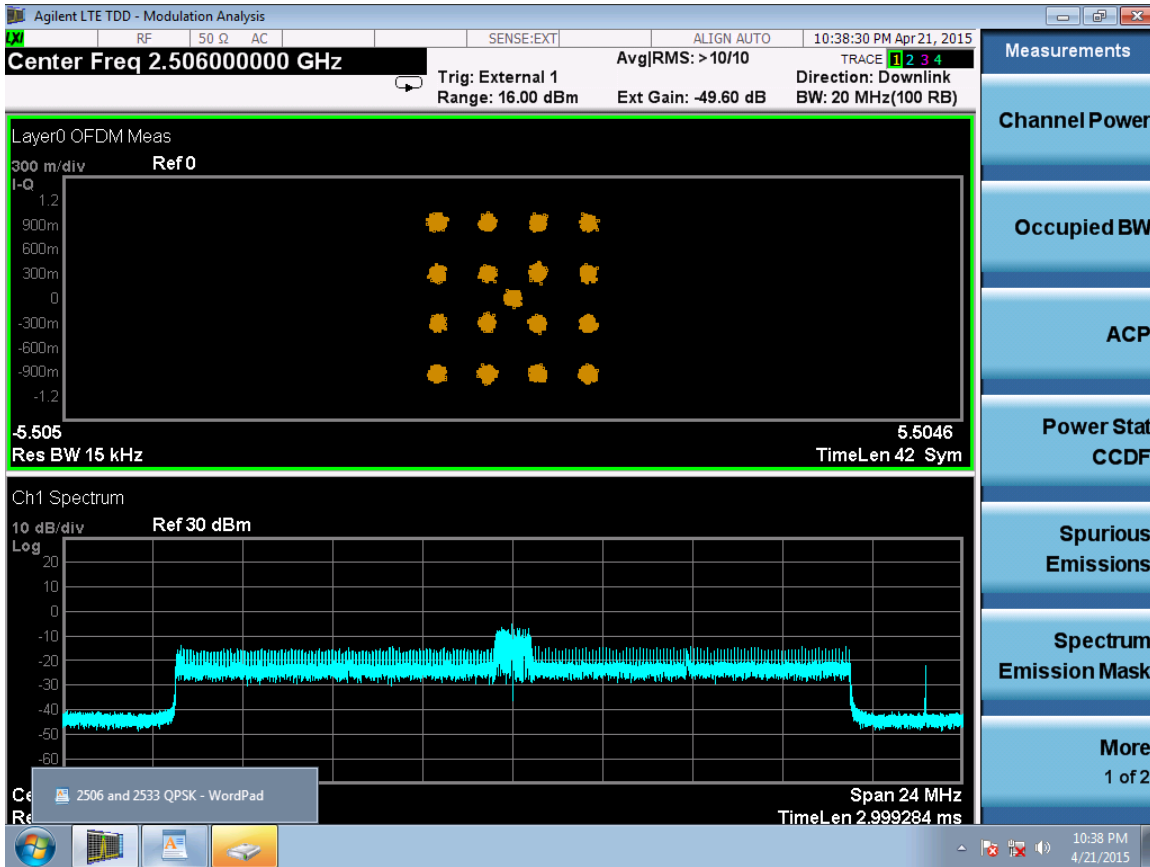 Agilent LTE TDD - Modulation Analysis
LXI RF 50 Ω AC SENSE:EXT ALIGN AUTO 10:38:30 PM Apr 21, 2015
Center Freq 2.506000000 GHz
Avg|RMS: >10/10
TRACE 1 2 3 4
Trig: External 1
Direction: Downlink
Range: 16.00 dBm
Ext Gain: -49.60 dB
BW: 20 MHz(100 RB)
Layer0 OFDM Meas
300 m/div
Ref 0
I-Q
1.2
900m
600m
300m
0
-300m
-600m
-900m
-1.2
-5.505
5.5046
Res BW 15 kHz
TimeLen 42 Sym
Ch1 Spectrum
10 dB/div
Ref 30 dBm
Log
20
10
0
-10
-20
-30
-40
-50
-60
Span 24 MHz
TimeLen 2.999284 ms
2506 and 2533 QPSK - WordPad
Measurements
Channel Power
Occupied BW
ACP
Power Stat
CCDF
Spurious
Emissions
Spectrum
Emission Mask
More
1 of 2
10:38 PM
4/21/2015